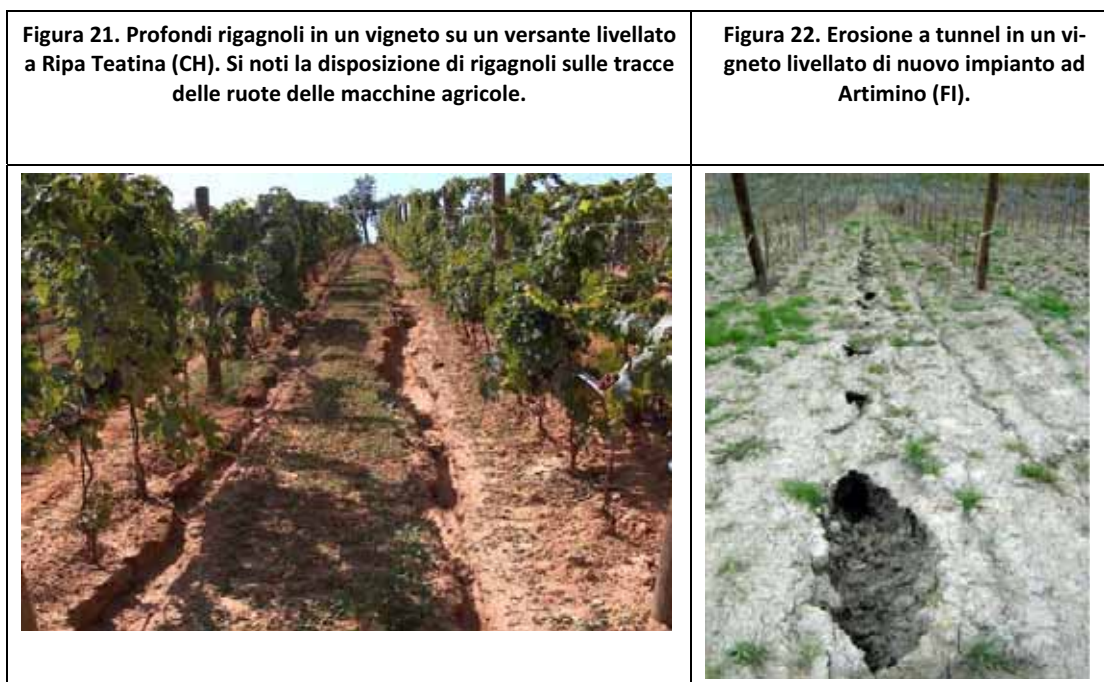 Figura 21. Profondi rigagnoli in un vigneto su un versante livellato
a Ripa Teatina (CH). Si noti la disposizione di rigagnoli sulle tracce
delle ruote delle macchine agricole.
Figura 22. Erosione a tunnel in un vi-
gneto livellato di nuovo impianto ad
Artimino (FI).